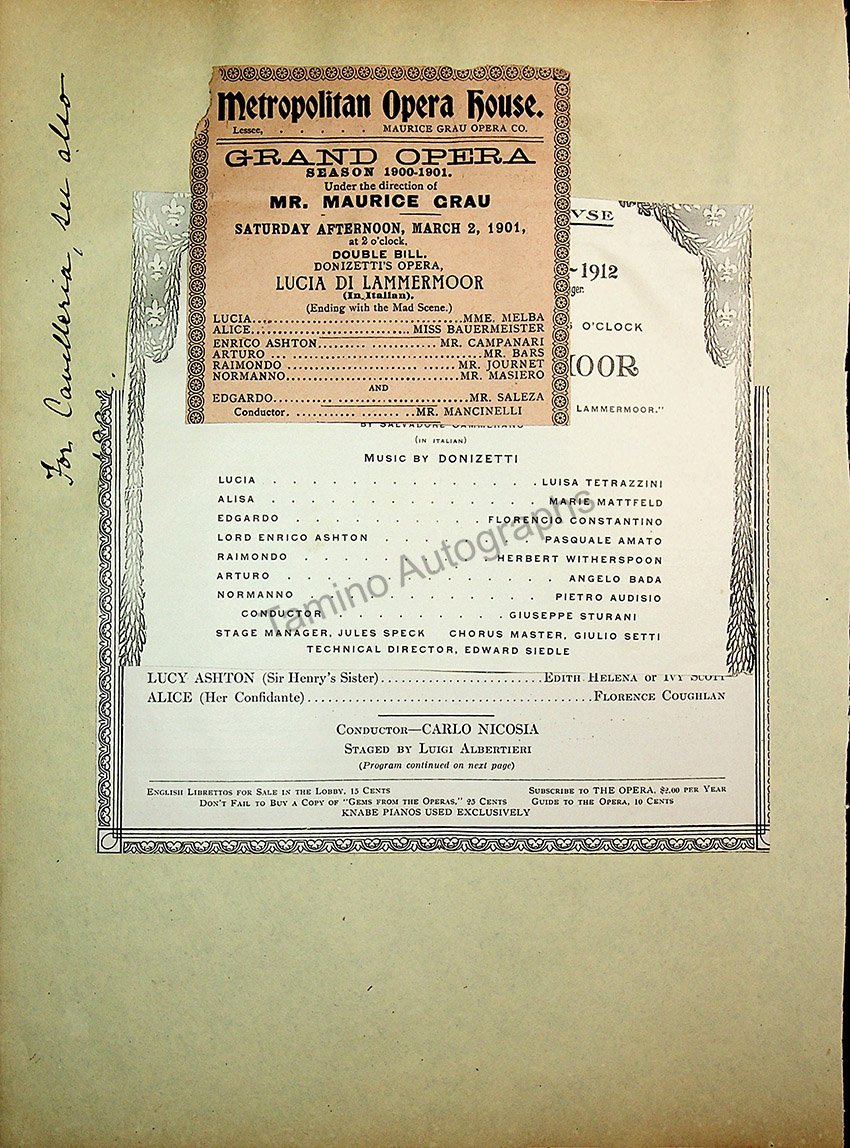 For Cavalleria, see also
Metropolitan Opera House.
Lessee, . . . . . MAURICE GRAU OPERA CO.
GRAND OPERA
SEASON 1900-1901.
Under the direction of
MR. MAURICE GRAU
SATURDAY AFTERNOON, MARCH 2, 1901,
at 2 o'clock.
DOUBLE BILL.
DONIZETTI'S OPERA,
LUCIA DI LAMMERMOOR
(In Italian).
(Ending with the Mad Scene.)
LUCIA........................................MME. MELBA
ALICE..............................MISS BAUERMEISTER
ENRICO ASHTON........................MR. CAMPANARI
ARTURO ........................................MR. BARS
RAIMONDO ..............................MR. JOURNET
NORMANNO..............................MR. MASIERO
AND
EDGARDO................................MR. SALEZA
Conductor. ..................MR. MANCINELLI
VSE
-1912
ger.
O'CLOCK
OOR
LAMMERMOOR."
BY SALVADORE CAMMERANO
(IN ITALIAN)
MUSIC BY DONIZETTI
LUCIA . . . . . . . . . . . . . . LUISA TETRAZZINI
ALISA . . . . . . . . . . . . . . MARIE MATTFELD
EDGARDO . . . . . . . . . . FLORENCIO CONSTANTINO
LORD ENRICO ASHTON . . . . . . . . PASQUALE AMATO
RAIMONDO . . . . . . . . . . HERBERT WITHERSPOON
ARTURO . . . . . . . . . . . . . . ANGELO BADA
NORMANNO . . . . . . . . . . . . PIETRO AUDISIO
CONDUCTOR . . . . . . . . . GIUSEPPE STURANI
STAGE MANAGER, JULES SPECK CHORUS MASTER, GIULIO SETTI
TECHNICAL DIRECTOR, EDWARD SIEDLE
Tamino Autographs
LUCY ASHTON (Sir Henry's Sister).......................EDITH HELENA or IVY SCOTT
ALICE (Her Confidante)........................................FLORENCE COUGHLAN
CONDUCTOR—CARLO NICOSIA
STAGED BY LUIGI ALBERTIERI
(Program continued on next page)
ENGLISH LIBRETTOS FOR SALE IN THE LOBBY, 15 CENTS SUBSCRIBE TO THE OPERA, $2.00 PER YEAR
DON'T FAIL TO BUY A COPY OF "GEMS FROM THE OPERAS," 25 CENTS GUIDE TO THE OPERA, 10 CENTS
KNABE PIANOS USED EXCLUSIVELY